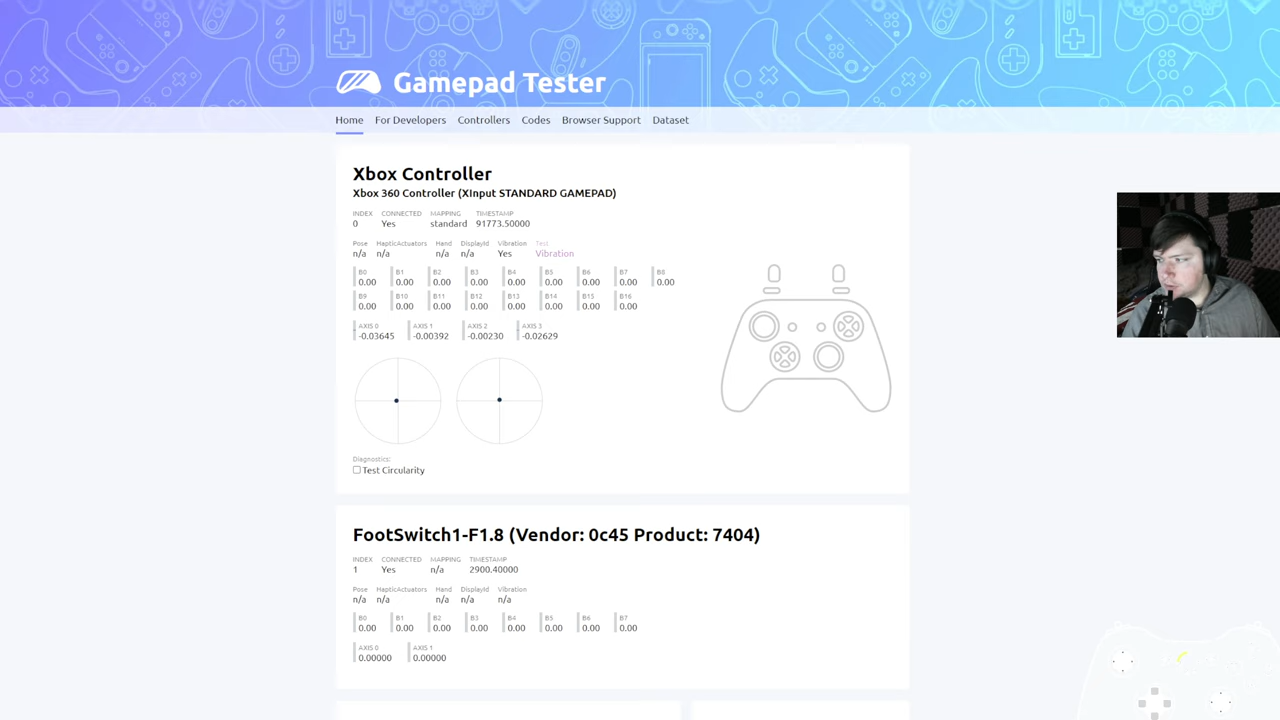 Gamepad Tester
Home For Developers Controllers Codes Browser Support Dataset
Xbox Controller
Xbox 360 Controller (XInput STANDARD GAMEPAD)
INDEX CONNECTED MAPPING TIMESTAMP
0 Yes standard 91773.50000
Pose HapticActuators Hand DisplayId Vibration Test
n/a n/a n/a n/a Yes Vibration
B0 B1 B2 B3 B4 B5 B6 B7 B8
0.00 0.00 0.00 0.00 0.00 0.00 0.00 0.00 0.00
B9 B10 B11 B12 B13 B14 B15 B16
0.00 0.00 0.00 0.00 0.00 0.00 0.00 0.00
AXIS 0 AXIS 1 AXIS 2 AXIS 3
-0.03645 -0.00392 -0.00230 -0.02629
Diagnostics:
Test Circularity
FootSwitch1-F1.8 (Vendor: 0c45 Product: 7404)
INDEX CONNECTED MAPPING TIMESTAMP
1 Yes n/a 2900.40000
Pose HapticActuators Hand DisplayId Vibration
n/a n/a n/a n/a n/a
B0 B1 B2 B3 B4 B5 B6 B7
0.00 0.00 0.00 0.00 0.00 0.00 0.00 0.00
AXIS 0 AXIS 1
0.00000 0.00000